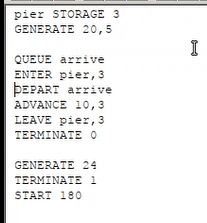 pier STORAGE 3
GENERATE 20,5
QUEUE arrive
ENTER pier,3
DEPART arrive
ADVANCE 10,3
LEAVE pier,3
TERMINATE 0
GENERATE 24
TERMINATE 1
START 180